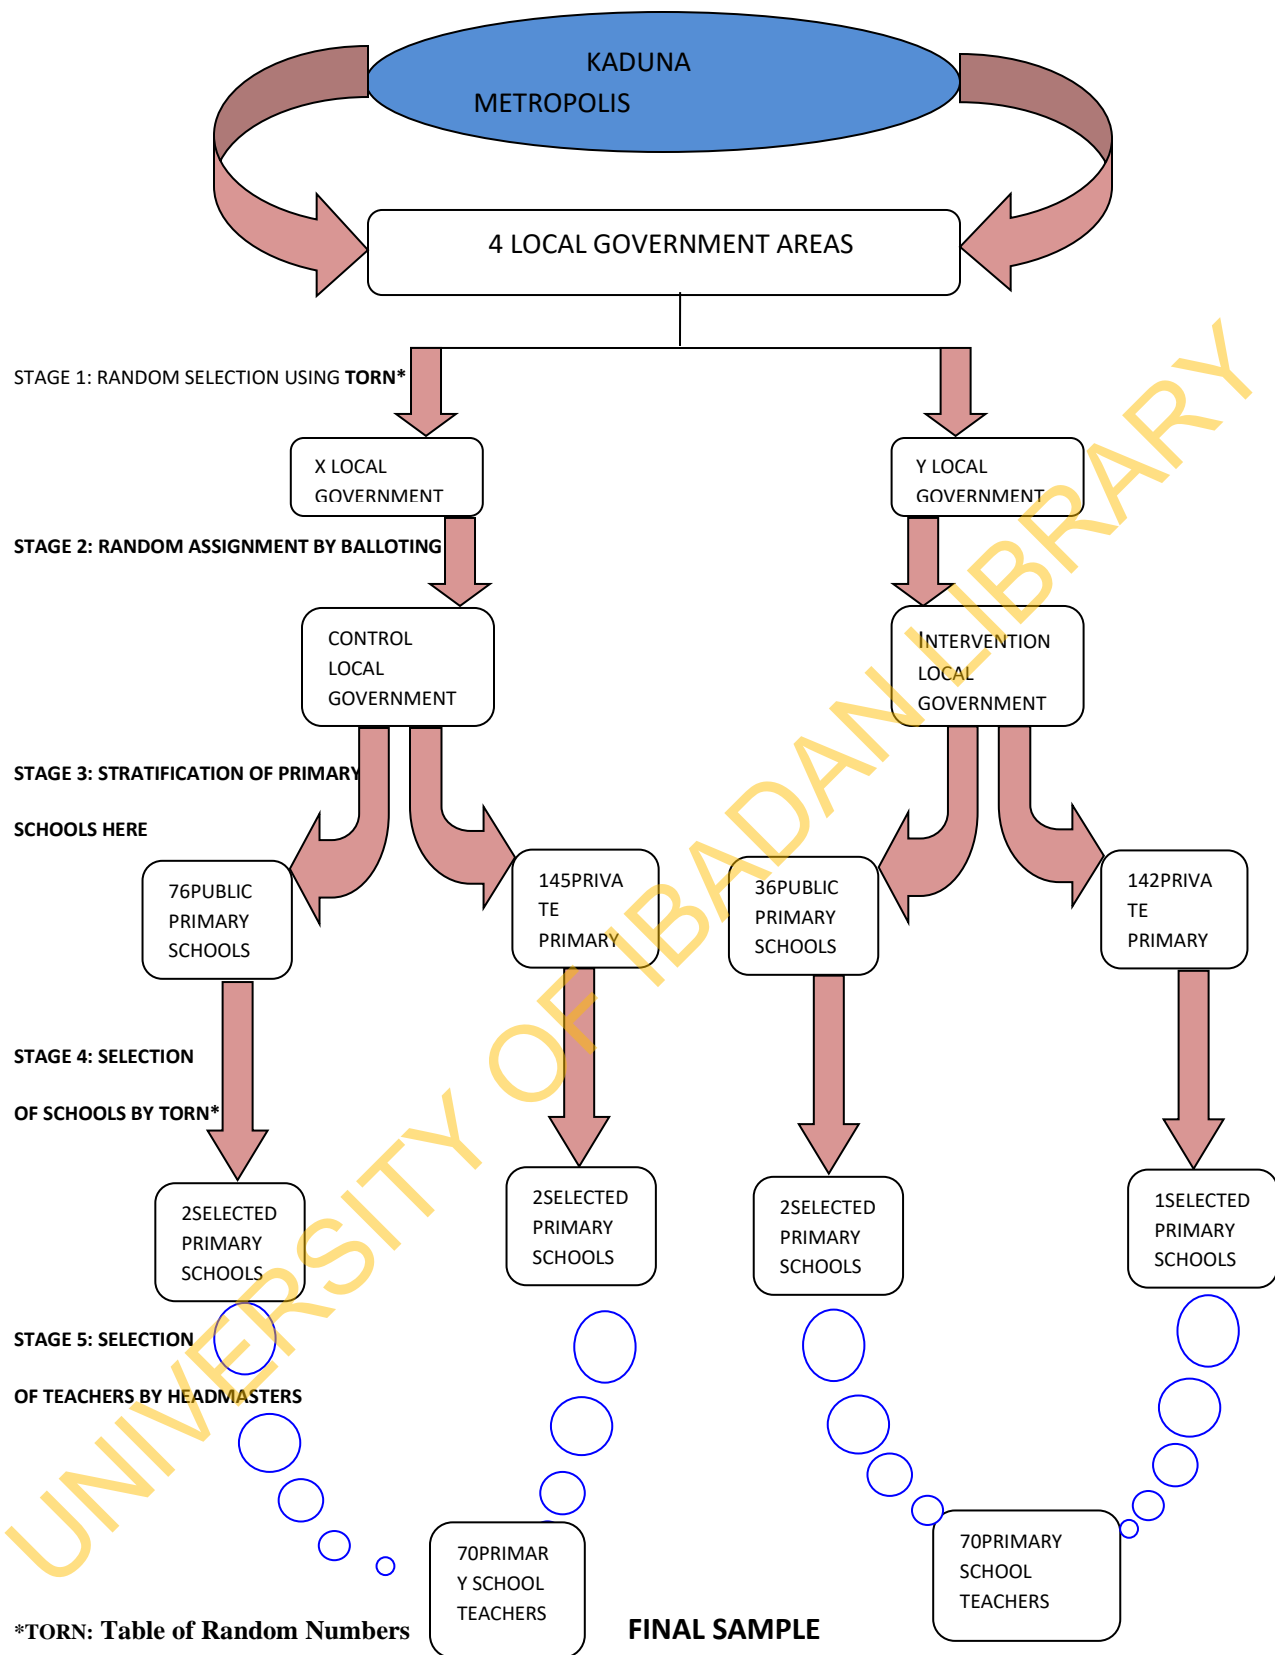 KADUNA
METROPOLIS
4 LOCAL GOVERNMENT AREAS
STAGE 1: RANDOM SELECTION USING TORN*
X LOCAL
GOVERNMENT
Y LOCAL
GOVERNMENT
STAGE 2: RANDOM ASSIGNMENT BY BALLOTING
CONTROL
LOCAL
GOVERNMENT
INTERVENTION
LOCAL
GOVERNMENT
STAGE 3: STRATIFICATION OF PRIMARY
SCHOOLS HERE
76PUBLIC
PRIMARY
SCHOOLS
145PRIVA
TE
PRIMARY
36PUBLIC
PRIMARY
SCHOOLS
142PRIVA
TE
PRIMARY
STAGE 4: SELECTION
OF SCHOOLS BY TORN*
2SELECTED
PRIMARY
SCHOOLS
2SELECTED
PRIMARY
SCHOOLS
2SELECTED
PRIMARY
SCHOOLS
1SELECTED
PRIMARY
SCHOOLS
STAGE 5: SELECTION
OF TEACHERS BY HEADMASTERS
70PRIMAR
Y SCHOOL
TEACHERS
70PRIMARY
SCHOOL
TEACHERS
*TORN: Table of Random Numbers
FINAL SAMPLE
UNIVERSITY OF IBADAN LIBRARY